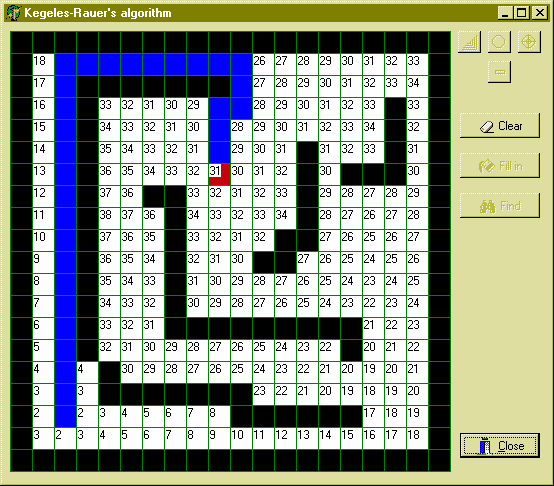 Kegeles-Rauer's algorithm
18 26 27 28 29 30 31 32 33
17 27 28 29 30 31 32 33 34
16 33 32 31 30 29 28 29 30 31 32 33 33
15 34 33 32 31 30 28 29 30 31 32 33 34 32
14 35 34 33 32 31 29 30 31 31 32 33 31
13 36 35 34 33 32 31 30 31 32 30 30
12 37 36 33 32 31 32 33 29 28 27 28 29
11 38 37 36 34 33 32 33 34 28 27 26 27 28
10 37 36 35 33 32 31 32 27 26 25 26 27
9 36 35 34 32 31 30 27 26 25 24 25 26
8 35 34 33 31 30 29 28 27 26 25 24 23 24 25
7 34 33 32 30 29 28 27 26 25 24 23 22 23 24
6 33 32 31 21 22 23
5 32 31 30 29 28 27 26 25 24 23 22 20 21 22
4 4 30 29 28 27 26 25 24 23 22 21 20 19 20 21
3 3 23 22 21 20 19 18 19 20
2 2 3 4 5 6 7 8 17 18 19
3 2 3 4 5 6 7 8 9 10 11 12 13 14 15 16 17 18
Clear
Fill in
Find
Close